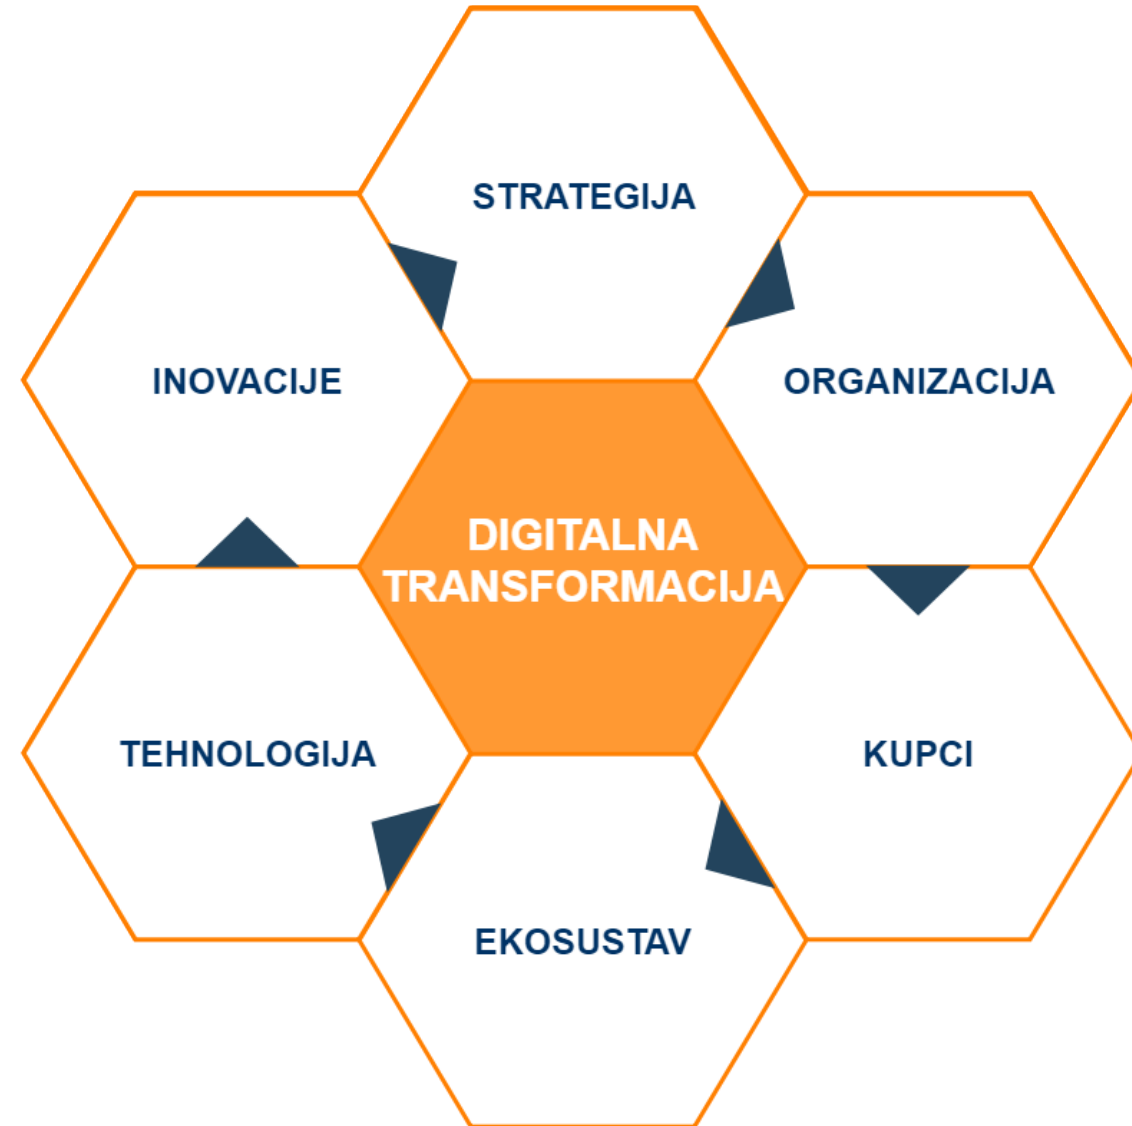 STRATEGIJA
INOVACIJE
ORGANIZACIJA
DIGITALNA
TRANSFORMACIJA
TEHNOLOGIJA
KUPCI
EKOSUSTAV